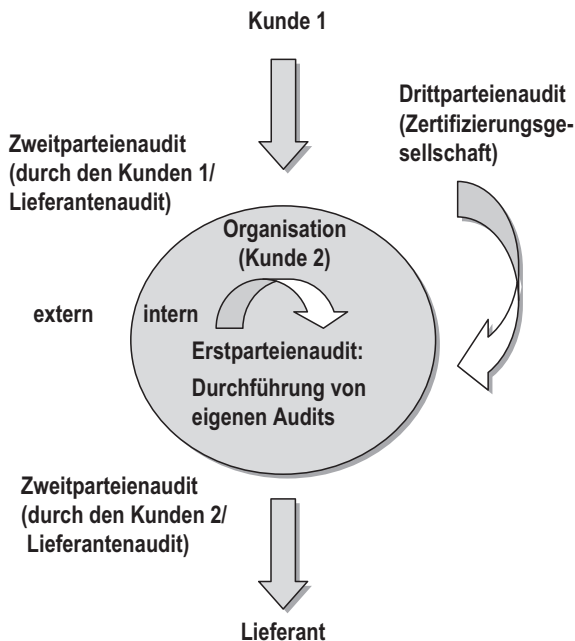 Kunde 1
Drittparteienaudit
(Zertifizierungsge-
sellschaft)
Zweitparteienaudit
(durch den Kunden 1/
Lieferantenaudit)
Organisation
(Kunde 2)
extern
intern
Erstparteienaudit:
Durchführung von
eigenen Audits
Zweitparteienaudit
(durch den Kunden 2/
Lieferantenaudit)
Lieferant